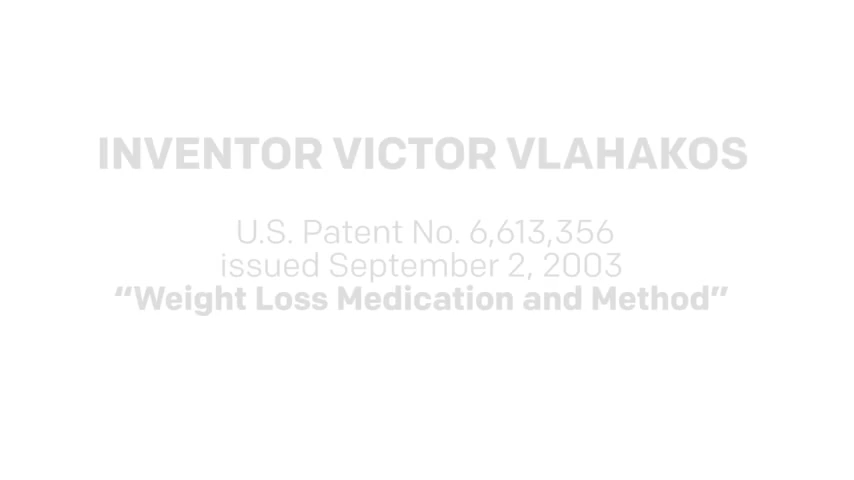 INVENTOR VICTOR VLAHAKOS
U.S. Patent No. 6,613,356
issued September 2, 2003
“Weight Loss Medication and Method”